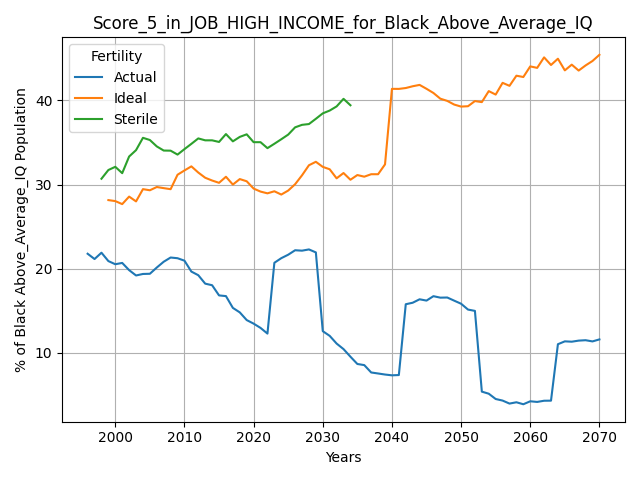 Score_5_in_JOB_HIGH_INCOME_for_Black_Above_Average_IQ
Fertility
Actual
Ideal
Sterile
% of Black Above_Average_IQ Population
40
30
20
10
2000 2010 2020 2030 2040 2050 2060 2070
Years